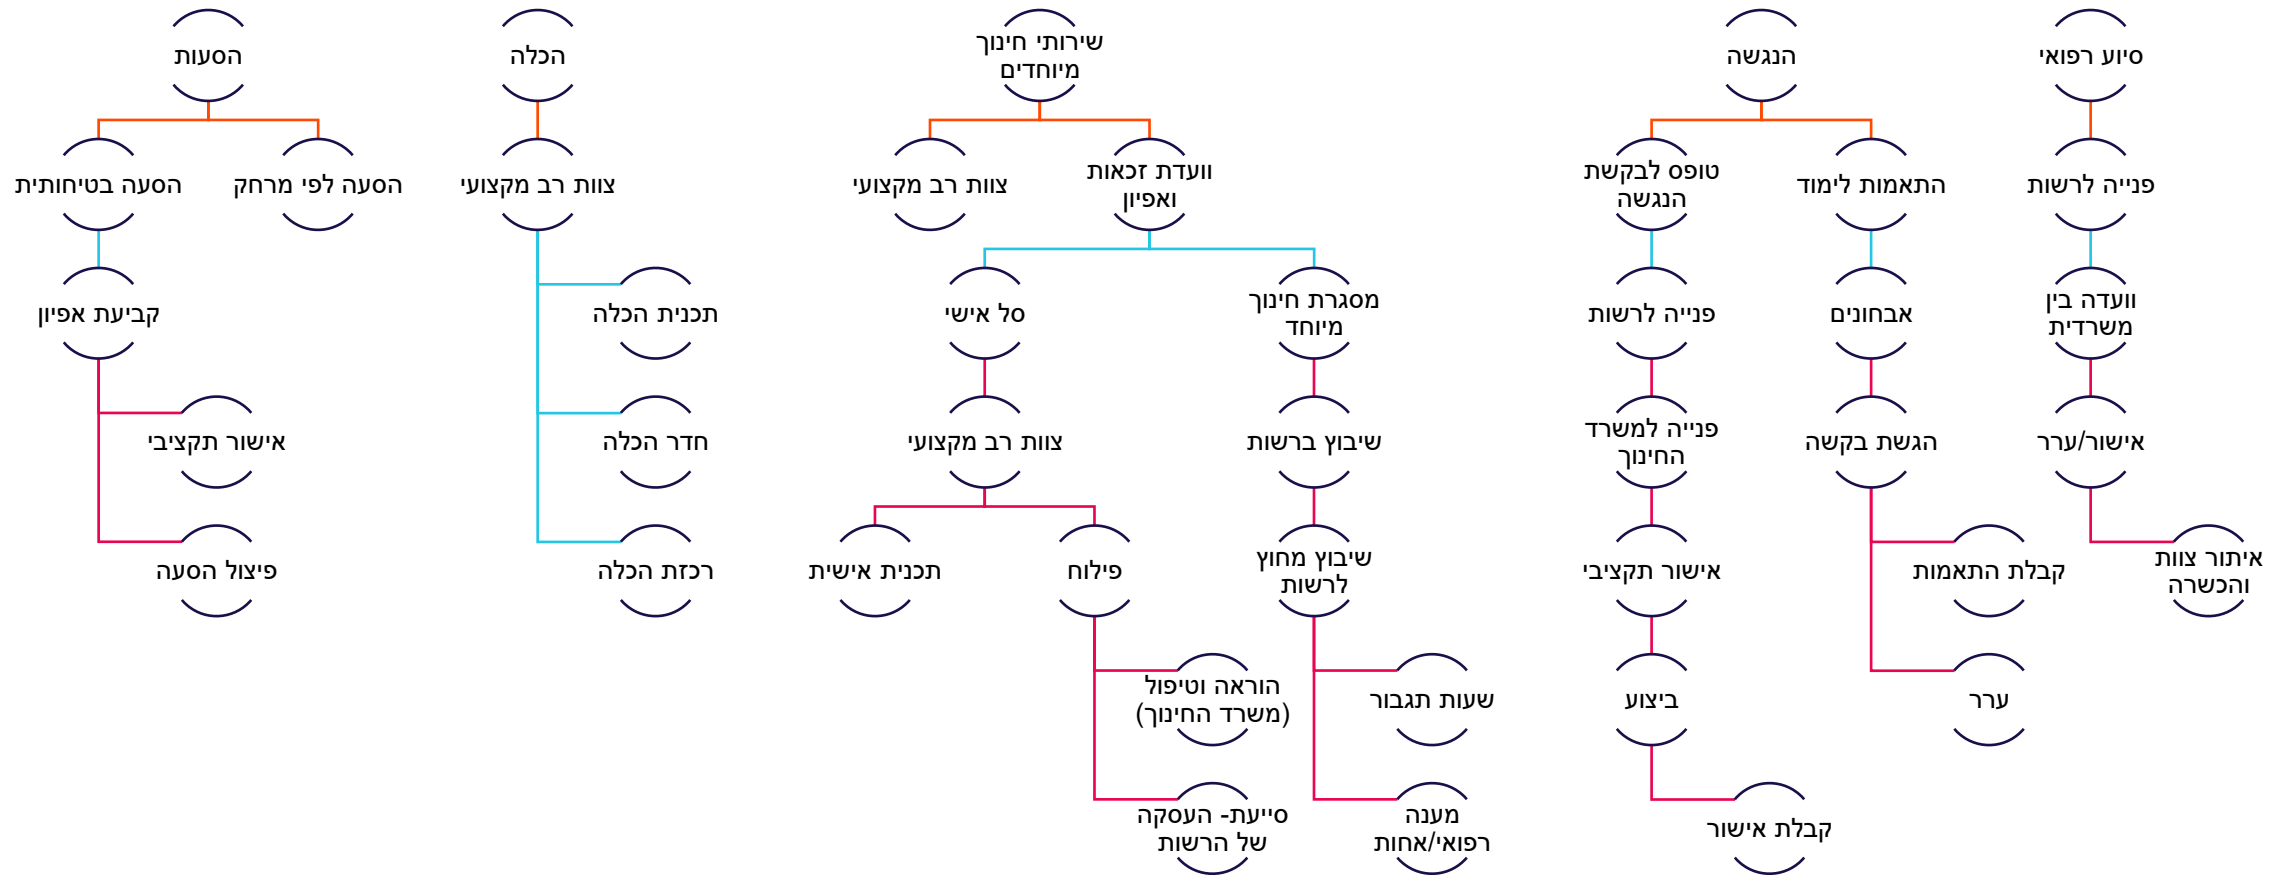 סיוע רפואי
הנגשה
שירותי חינוך
מיוחדים
הכלה
הסעות
פנייה לרשות
התאמות לימוד
טופס לבקשת
הנגשה
וועדת זכאות
ואפיון
צוות רב מקצועי
צוות רב מקצועי
הסעה לפי מרחק
הסעה בטיחותית
וועדה בין
משרדית
אבחונים
פנייה לרשות
מסגרת חינוך
מיוחד
סל אישי
תכנית הכלה
קביעת אפיון
אישור/ערר
הגשת בקשה
פנייה למשרד
החינוך
שיבוץ ברשות
צוות רב מקצועי
חדר הכלה
אישור תקציבי
איתור צוות
והכשרה
קבלת התאמות
אישור תקציבי
שיבוץ מחוץ
לרשות
פילוח
תכנית אישית
רכזת הכלה
פיצול הסעה
ערר
ביצוע
שעות תגבור
הוראה וטיפול
(משרד החינוך)
קבלת אישור
מענה
רפואי/אחות
סייעת- העסקה
של הרשות